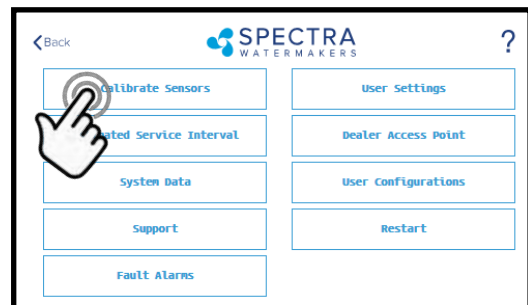 Back
SPECTRA
WATERMAKERS
?
Calibrate Sensors
User Settings
Service Interval
Dealer Access Point
System Data
User Configurations
Support
Restart
Fault Alarms